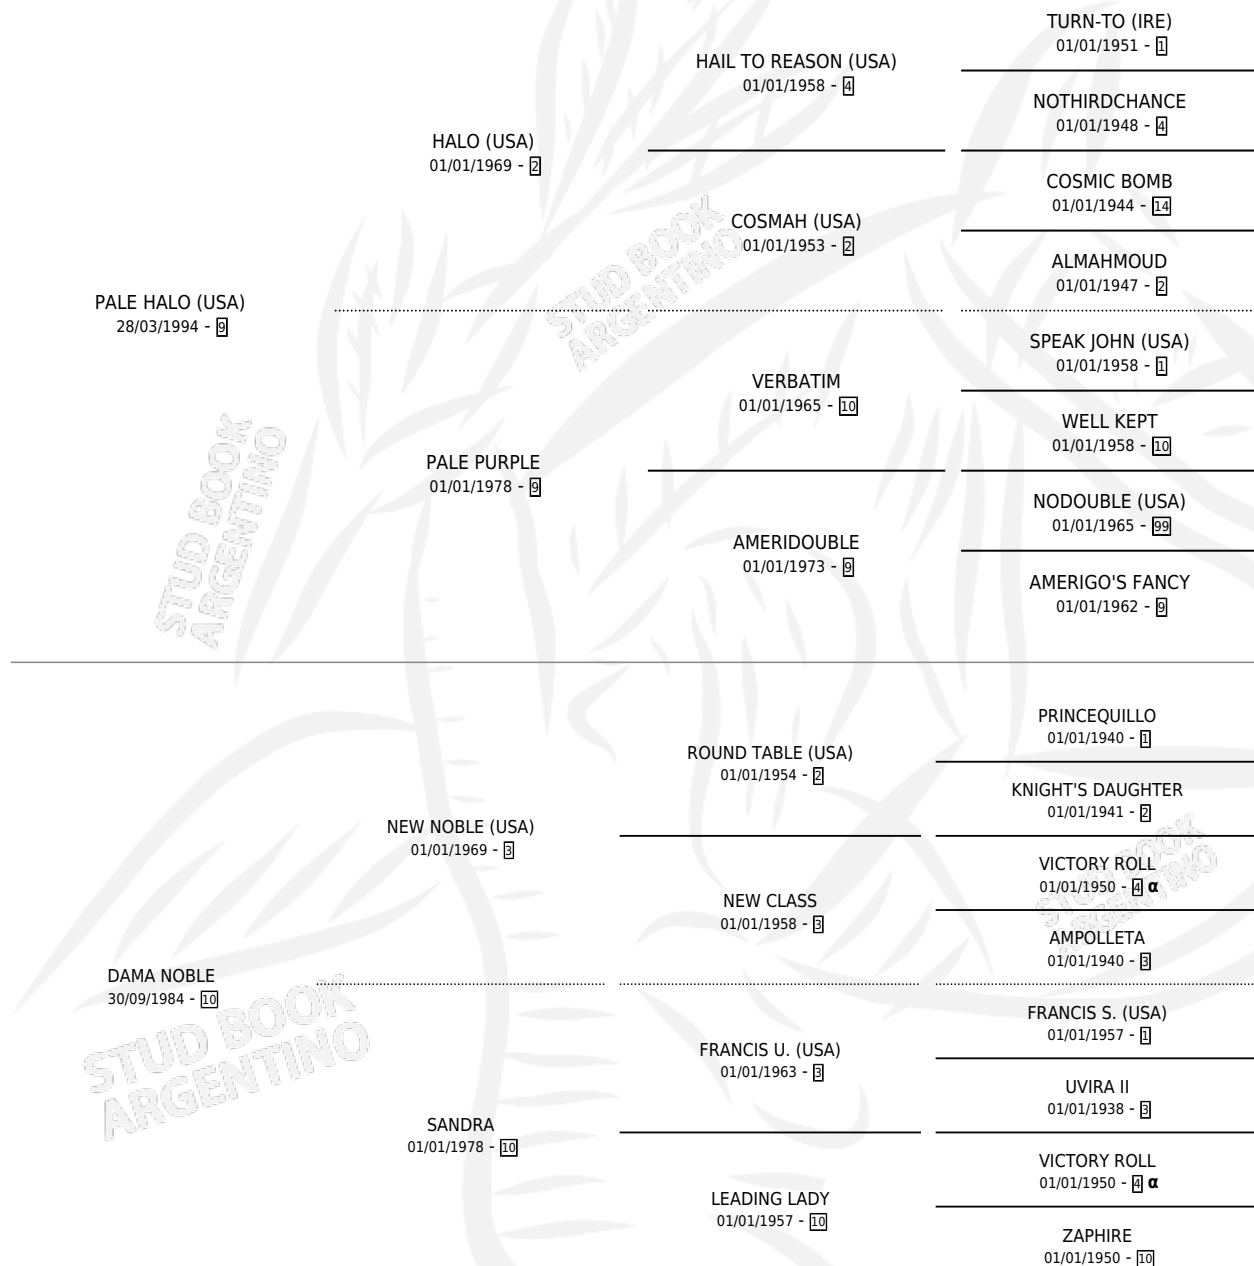 TURN-TO (IRE)
01/01/1951 - 1
HAIL TO REASON (USA)
01/01/1958 - 4
NOTHIRDCHANCE
01/01/1948 - 4
HALO (USA)
01/01/1969 - 2
COSMIC BOMB
01/01/1944 - 14
COSMAH (USA)
01/01/1953 - 2
ALMAHMOUD
01/01/1947 - 2
STUD BOOK
ARGENTINO
PALE HALO (USA)
28/03/1994 - 9
SPEAK JOHN (USA)
01/01/1958 - 1
VERBATIM
01/01/1965 - 10
WELL KEPT
01/01/1958 - 10
PALE PURPLE
01/01/1978 - 9
NODOUBLE (USA)
01/01/1965 - 99
AMERIDOUBLE
01/01/1973 - 9
AMERIGO'S FANCY
01/01/1962 - 9
STUD BOOK
ARGENTINO
PRINCEQUILLO
01/01/1940 - 1
ROUND TABLE (USA)
01/01/1954 - 2
KNIGHT'S DAUGHTER
01/01/1941 - 2
NEW NOBLE (USA)
01/01/1969 - 3
VICTORY ROLL
01/01/1950 - 4 α
NEW CLASS
01/01/1958 - 3
AMPOLLETA
01/01/1940 - 3
STUD BOOK
ARGENTINO
DAMA NOBLE
30/09/1984 - 10
FRANCIS S. (USA)
01/01/1957 - 1
FRANCIS U. (USA)
01/01/1963 - 3
UVIRA II
01/01/1938 - 3
STUD BOOK
ARGENTINO
SANDRA
01/01/1978 - 10
VICTORY ROLL
01/01/1950 - 4 α
LEADING LADY
01/01/1957 - 10
ZAPHIRE
01/01/1950 - 10